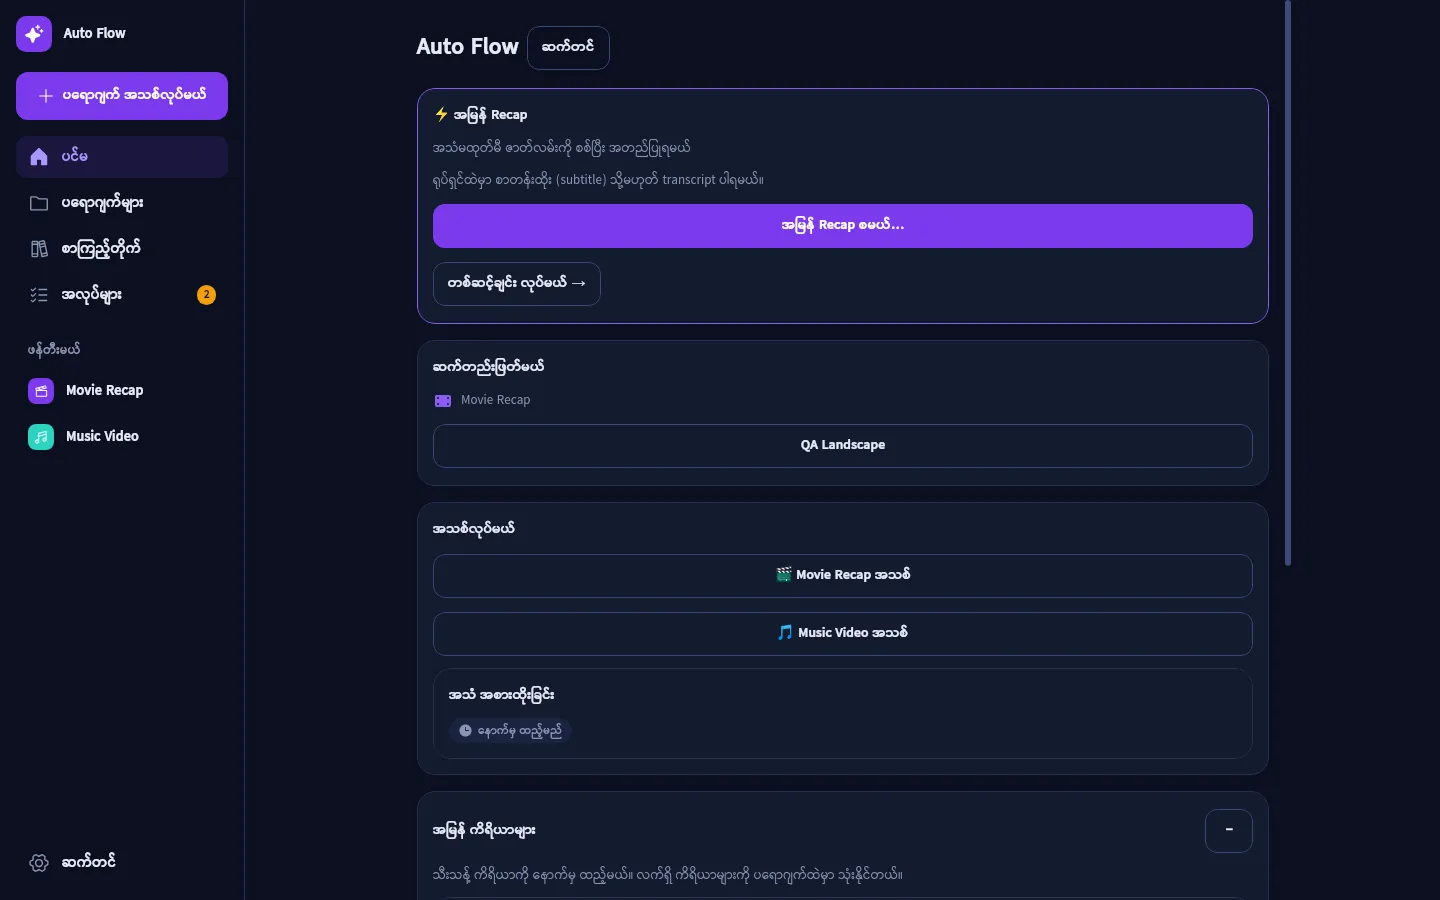 Auto Flow
ပရောဂျက် အသစ်လုပ်မယ်
ပင်မ
ပရောဂျက်များ
စာကြည့်တိုက်
အလုပ်များ
2
ဖန်တီးမယ်
Movie Recap
Music Video
ဆက်တင်
Auto Flow
ဆက်တင်
⚡ အမြန် Recap
အသံမထုတ်မီ ဇာတ်လမ်းကို စစ်ပြီး အတည်ပြုရမယ်
ရုပ်ရှင်ထဲမှာ စာတန်းထိုး (subtitle) သို့မဟုတ် transcript ပါရမယ်။
အမြန် Recap စမယ်…
တစ်ဆင့်ချင်း လုပ်မယ် →
ဆက်တည်းဖြတ်မယ်
Movie Recap
QA Landscape
အသစ်လုပ်မယ်
🎬 Movie Recap အသစ်
🎵 Music Video အသစ်
အသံ အစားထိုးခြင်း
နောက်မှ ထည့်မည်
အမြန် ကိရိယာများ
–
သီးသန့် ကိရိယာကို နောက်မှ ထည့်မယ်။ လက်ရှိ ကိရိယာများကို ပရောဂျက်ထဲမှာ သုံးနိုင်တယ်။